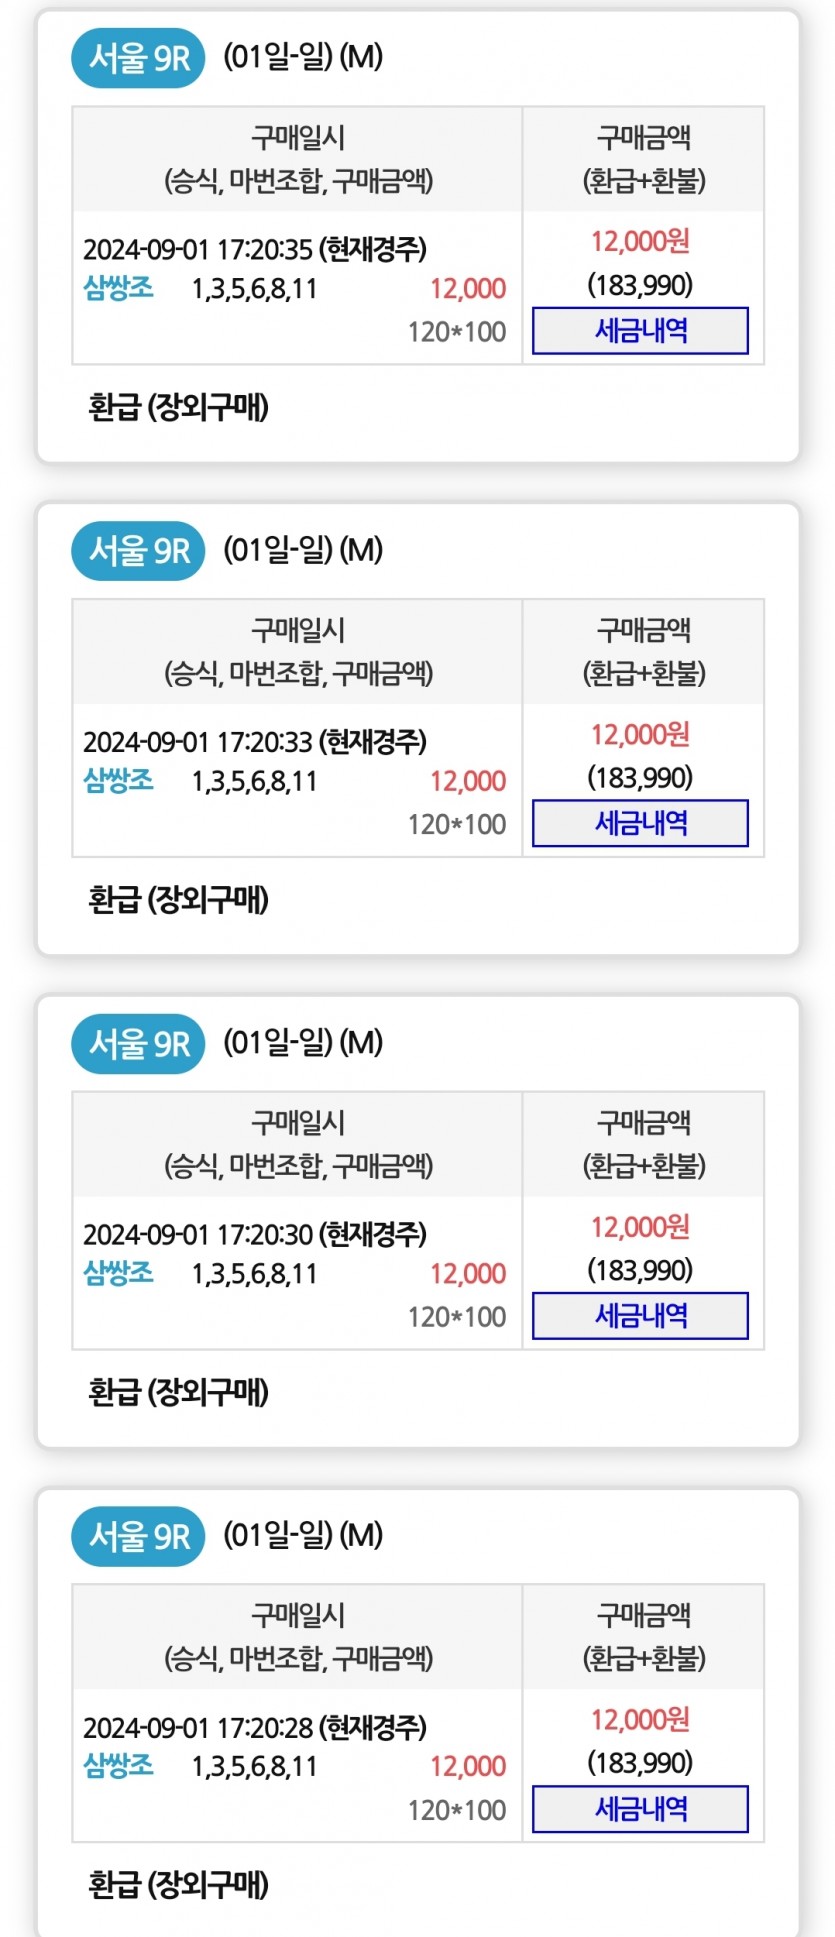 서울 9R (01일-일) (M)
구매일시 구매금액
(승식, 마번조합, 구매금액) (환급+환불)
2024-09-01 17:20:35 (현재경주) 12,000원
삼쌍조 1,3,5,6,8,11 12,000 (183,990)
120*100 세금내역
환급 (장외구매)
서울 9R (01일-일) (M)
구매일시 구매금액
(승식, 마번조합, 구매금액) (환급+환불)
2024-09-01 17:20:33 (현재경주) 12,000원
삼쌍조 1,3,5,6,8,11 12,000 (183,990)
120*100 세금내역
환급 (장외구매)
서울 9R (01일-일) (M)
구매일시 구매금액
(승식, 마번조합, 구매금액) (환급+환불)
2024-09-01 17:20:30 (현재경주) 12,000원
삼쌍조 1,3,5,6,8,11 12,000 (183,990)
120*100 세금내역
환급 (장외구매)
서울 9R (01일-일) (M)
구매일시 구매금액
(승식, 마번조합, 구매금액) (환급+환불)
2024-09-01 17:20:28 (현재경주) 12,000원
삼쌍조 1,3,5,6,8,11 12,000 (183,990)
120*100 세금내역
환급 (장외구매)